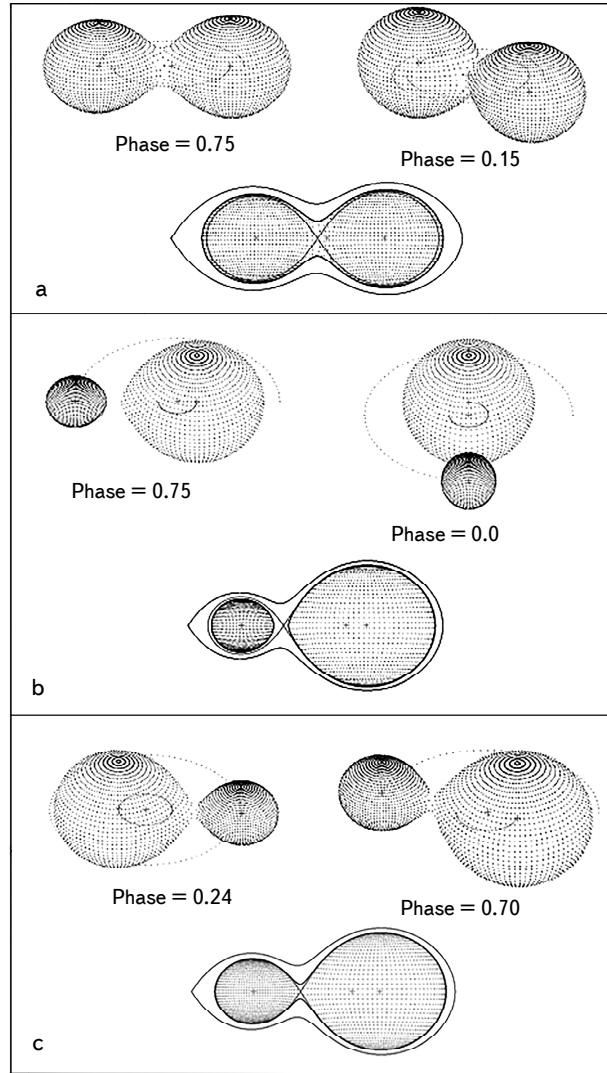 Phase = 0.75
Phase = 0.15
a
Phase = 0.75
Phase = 0.0
b
Phase = 0.24
Phase = 0.70
c